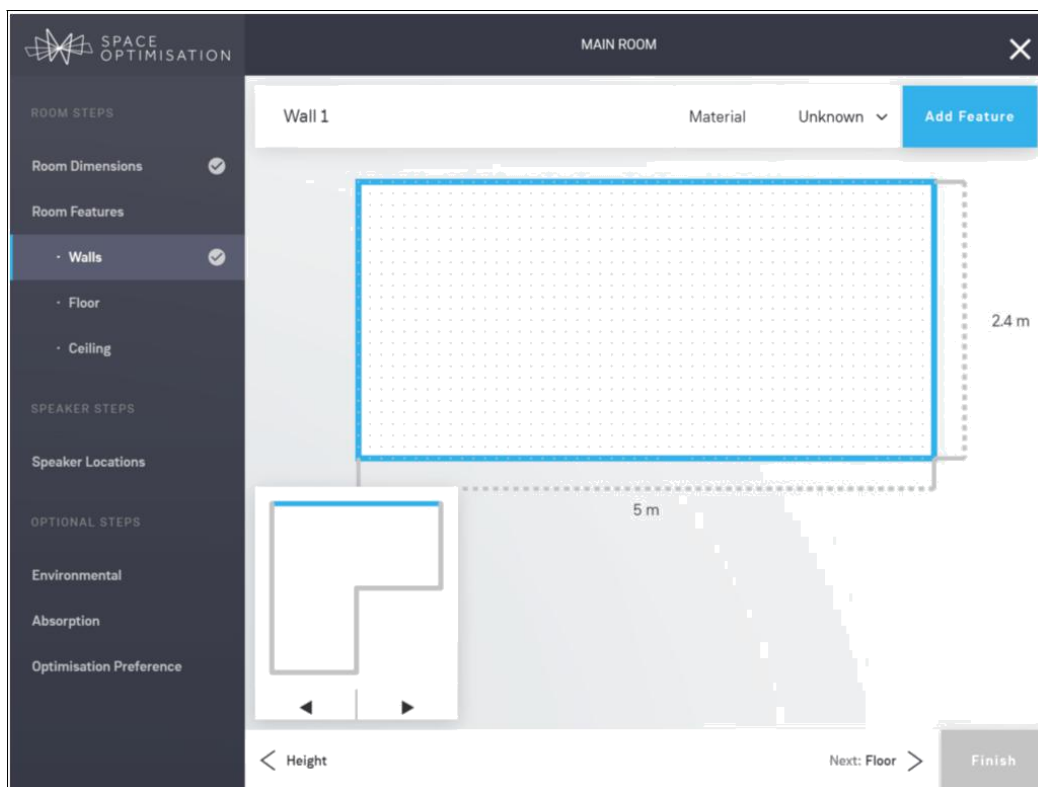 SPACE
OPTIMISATION
MAIN ROOM
ROOM STEPS
Room Dimensions
Room Features
· Walls
· Floor
· Ceiling
SPEAKER STEPS
Speaker Locations
OPTIONAL STEPS
Environmental
Absorption
Optimisation Preference
Wall 1
Material
Unknown
Add Feature
2.4 m
5 m
Height
Next: Floor
Finish